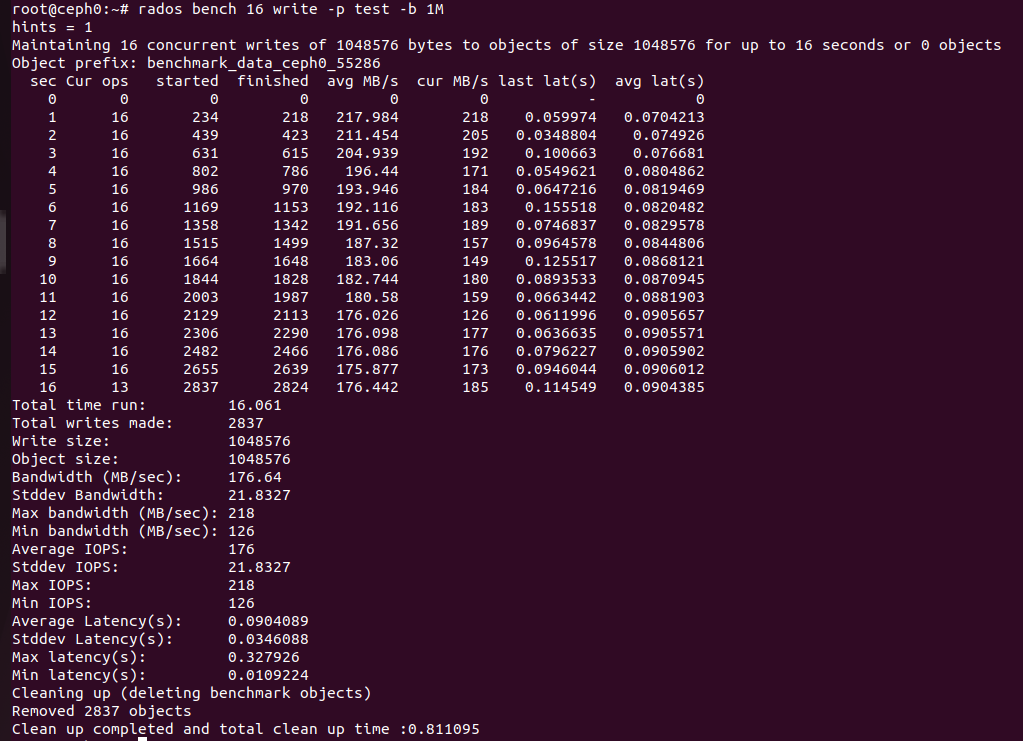 root@ceph0:~# rados bench 16 write -p test -b 1M
hints = 1
Maintaining 16 concurrent writes of 1048576 bytes to objects of size 1048576 for up to 16 seconds or 0 objects
Object prefix: benchmark_data_ceph0_55286
  sec Cur ops   started  finished  avg MB/s  cur MB/s last lat(s)  avg lat(s)
    0       0         0         0         0         0           -           0
    1      16       234       218   217.984       218    0.059974   0.0704213
    2      16       439       423   211.454       205   0.0348804    0.074926
    3      16       631       615   204.939       192    0.100663    0.076681
    4      16       802       786    196.44       171   0.0549621   0.0804862
    5      16       986       970   193.946       184   0.0647216   0.0819469
    6      16      1169      1153   192.116       183    0.155518   0.0820482
    7      16      1358      1342   191.656       189   0.0746837   0.0829578
    8      16      1515      1499    187.32       157   0.0964578   0.0844806
    9      16      1664      1648    183.06       149    0.125517   0.0868121
   10      16      1844      1828   182.744       180   0.0893533   0.0870945
   11      16      2003      1987    180.58       159   0.0663442   0.0881903
   12      16      2129      2113   176.026       126   0.0611996   0.0905657
   13      16      2306      2290   176.098       177   0.0636635   0.0905571
   14      16      2482      2466   176.086       176   0.0796227   0.0905902
   15      16      2655      2639   175.877       173   0.0946044   0.0906012
   16      13      2837      2824   176.442       185    0.114549   0.0904385
Total time run:         16.061
Total writes made:      2837
Write size:             1048576
Object size:            1048576
Bandwidth (MB/sec):     176.64
Stddev Bandwidth:       21.8327
Max bandwidth (MB/sec): 218
Min bandwidth (MB/sec): 126
Average IOPS:           176
Stddev IOPS:            21.8327
Max IOPS:               218
Min IOPS:               126
Average Latency(s):     0.0904089
Stddev Latency(s):      0.0346088
Max latency(s):         0.327926
Min latency(s):         0.0109224
Cleaning up (deleting benchmark objects)
Removed 2837 objects
Clean up completed and total clean up time :0.811095